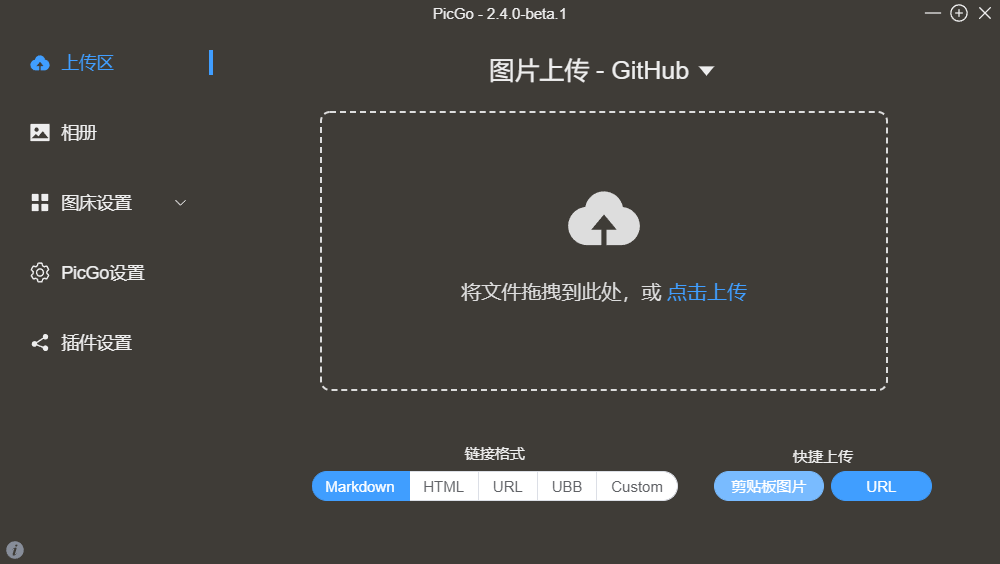 PicGo - 2.4.0-beta.1
上传区
相册
图床设置
PicGo设置
插件设置
图片上传 - GitHub
将文件拖拽到此处，或 点击上传
链接格式
Markdown HTML URL UBB Custom
快捷上传
剪贴板图片 URL